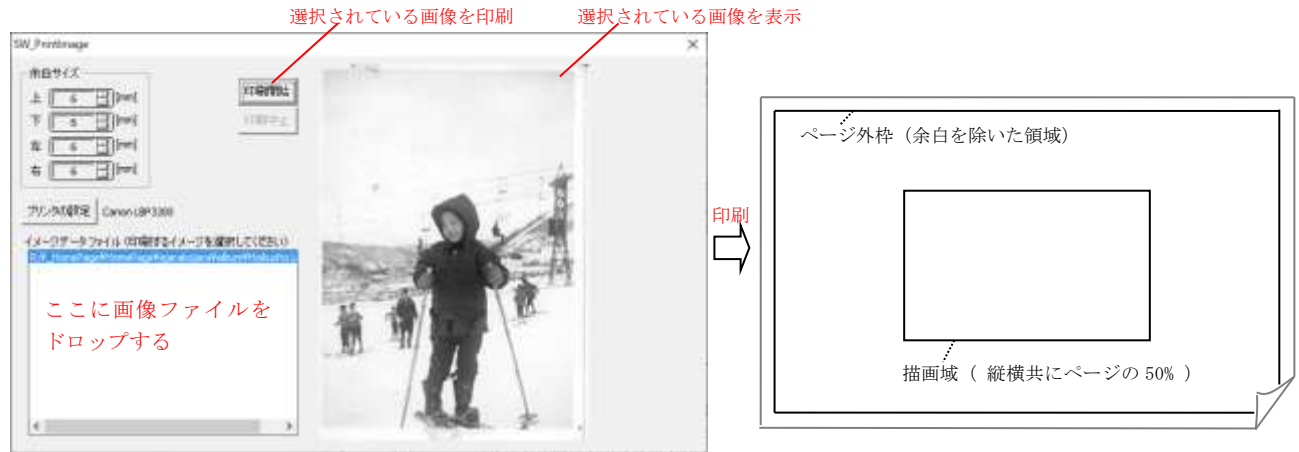 選択されている画像を印刷
選択されている画像を表示
SW_PrintImage
余白サイズ
上 6 [mm]
下 6 [mm]
左 6 [mm]
右 6 [mm]
印刷開始
印刷中止
プリンタの設定 Canon LBP3300
イメージデータファイル (印刷するイメージを選択してください)
ここに画像ファイルを
ドロップする
印刷
ページ外枠（余白を除いた領域）
描画域（ 縦横共にページの 50% ）